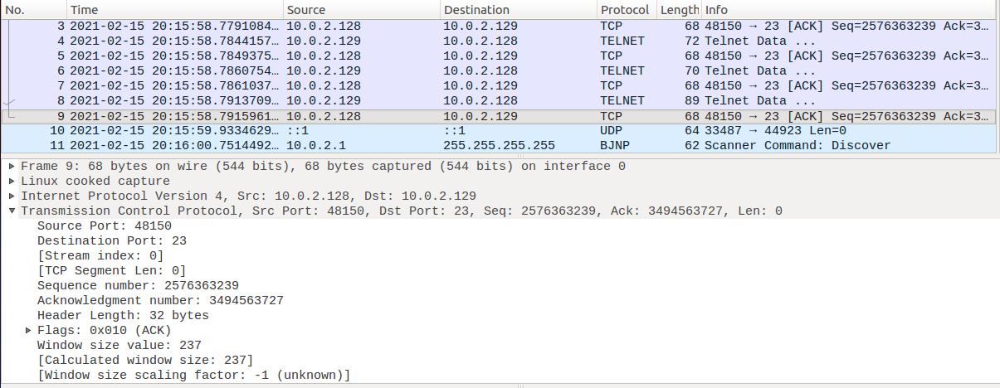 No. Time Source Destination Protocol Length Info
3 2021-02-15 20:15:58.7791084… 10.0.2.128 10.0.2.129 TCP 68 48150 → 23 [ACK] Seq=2576363239 Ack=3…
4 2021-02-15 20:15:58.7844157… 10.0.2.129 10.0.2.128 TELNET 72 Telnet Data ...
5 2021-02-15 20:15:58.7849375… 10.0.2.128 10.0.2.129 TCP 68 48150 → 23 [ACK] Seq=2576363239 Ack=3…
6 2021-02-15 20:15:58.7860754… 10.0.2.129 10.0.2.128 TELNET 70 Telnet Data ...
7 2021-02-15 20:15:58.7861037… 10.0.2.128 10.0.2.129 TCP 68 48150 → 23 [ACK] Seq=2576363239 Ack=3…
8 2021-02-15 20:15:58.7913709… 10.0.2.129 10.0.2.128 TELNET 89 Telnet Data ...
9 2021-02-15 20:15:58.7915961… 10.0.2.128 10.0.2.129 TCP 68 48150 → 23 [ACK] Seq=2576363239 Ack=3…
10 2021-02-15 20:15:59.9334629… ::1 ::1 UDP 64 33487 → 44923 Len=0
11 2021-02-15 20:16:00.7514492… 10.0.2.1 255.255.255.255 BJNP 62 Scanner Command: Discover
Frame 9: 68 bytes on wire (544 bits), 68 bytes captured (544 bits) on interface 0
Linux cooked capture
Internet Protocol Version 4, Src: 10.0.2.128, Dst: 10.0.2.129
Transmission Control Protocol, Src Port: 48150, Dst Port: 23, Seq: 2576363239, Ack: 3494563727, Len: 0
Source Port: 48150
Destination Port: 23
[Stream index: 0]
[TCP Segment Len: 0]
Sequence number: 2576363239
Acknowledgment number: 3494563727
Header Length: 32 bytes
Flags: 0x010 (ACK)
Window size value: 237
[Calculated window size: 237]
[Window size scaling factor: -1 (unknown)]